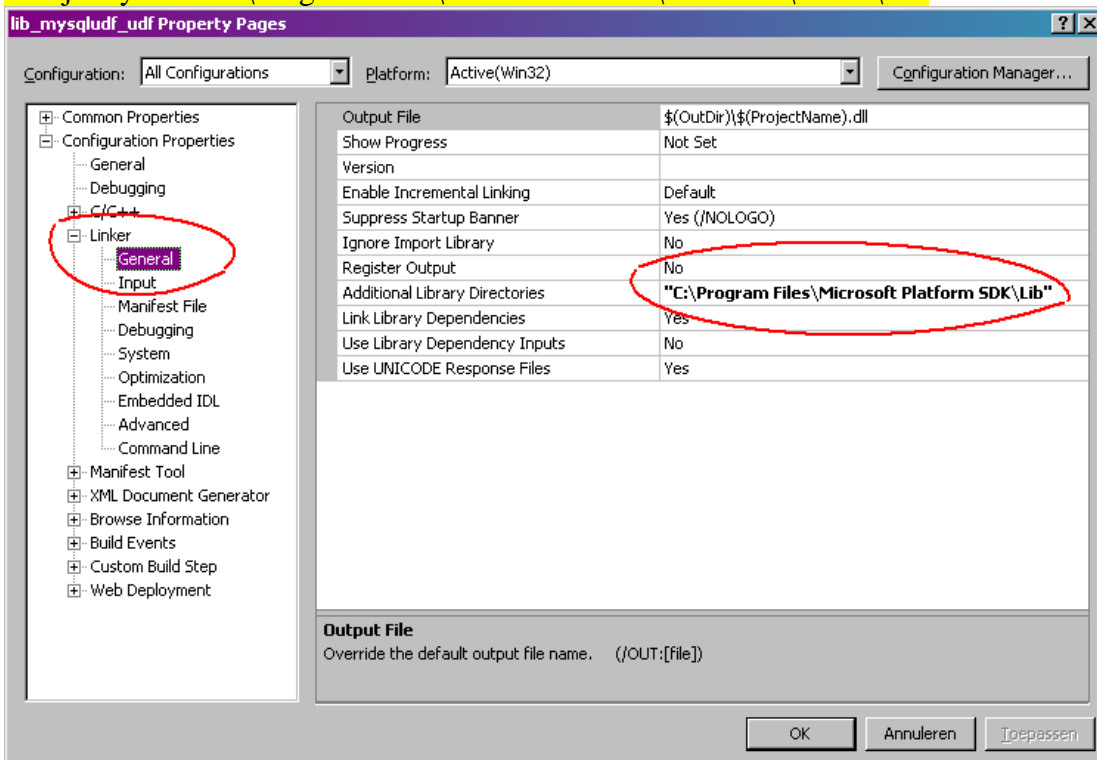 lib_mysqludf_udf Property Pages
Configuration: All Configurations Platform: Active(Win32) Configuration Manager...
Common Properties
Configuration Properties
General
Debugging
C/C++
Linker
General
Input
Manifest File
Debugging
System
Optimization
Embedded IDL
Advanced
Command Line
Manifest Tool
XML Document Generator
Browse Information
Build Events
Custom Build Step
Web Deployment
Output File $(OutDir)\$(ProjectName).dll
Show Progress Not Set
Version
Enable Incremental Linking Default
Suppress Startup Banner Yes (/NOLOGO)
Ignore Import Library No
Register Output No
Additional Library Directories "C:\Program Files\Microsoft Platform SDK\Lib"
Link Library Dependencies Yes
Use Library Dependency Inputs No
Use UNICODE Response Files Yes
Output File
Override the default output file name. (/OUT:[file])
OK Annuleren Toepassen